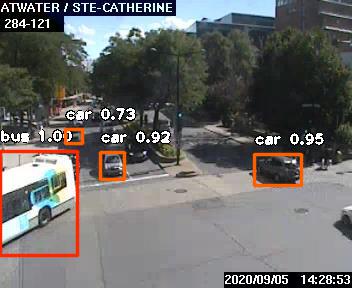 ATWATER / STE-CATHERINE
284-121
car 0.73
bus 1.00
car 0.92
car 0.95
2020/09/05 14:28:53